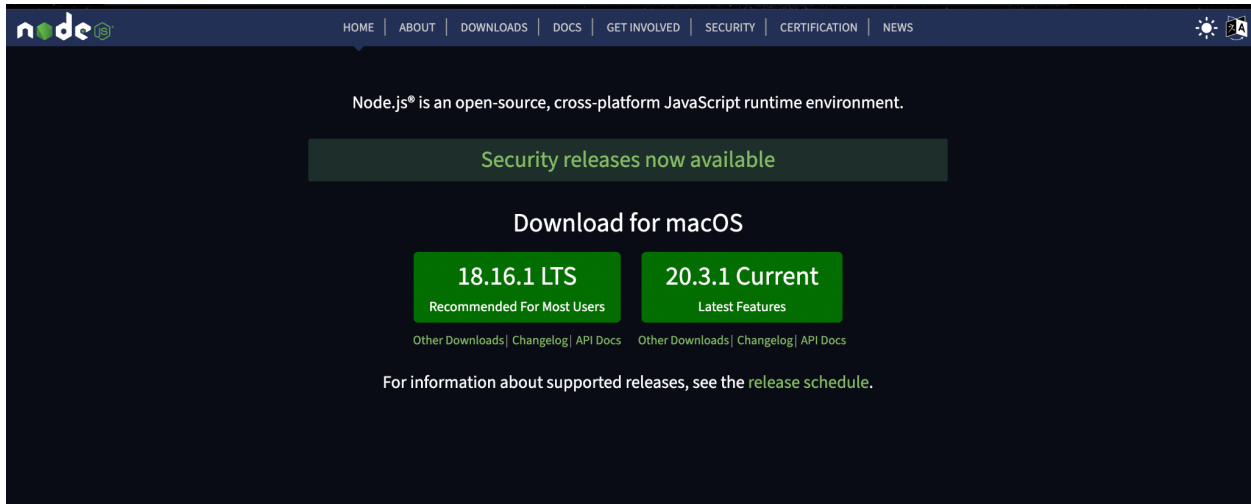 node JS
HOME | ABOUT | DOWNLOADS | DOCS | GET INVOLVED | SECURITY | CERTIFICATION | NEWS
Node.js® is an open-source, cross-platform JavaScript runtime environment.
Security releases now available
Download for macOS
18.16.1 LTS 20.3.1 Current
Recommended For Most Users Latest Features
Other Downloads| Changelog| API Docs Other Downloads| Changelog| API Docs
For information about supported releases, see the release schedule.